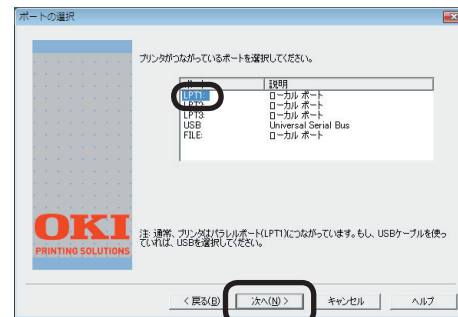 ポートの選択
プリンタがつながっているポートを選択してください。
説明
LPT1: ローカル ポート
LPT2: ローカル ポート
LPT3: ローカル ポート
USB Universal Serial Bus
FILE: ローカル ポート
OKI
PRINTING SOLUTIONS
注: 通常、プリンタはパラレルポート(LPT1)につながっています。もし、USBケーブルを使っ
ていれば、USBを選択してください。
< 戻る(B) 次へ(N) > キャンセル ヘルプ